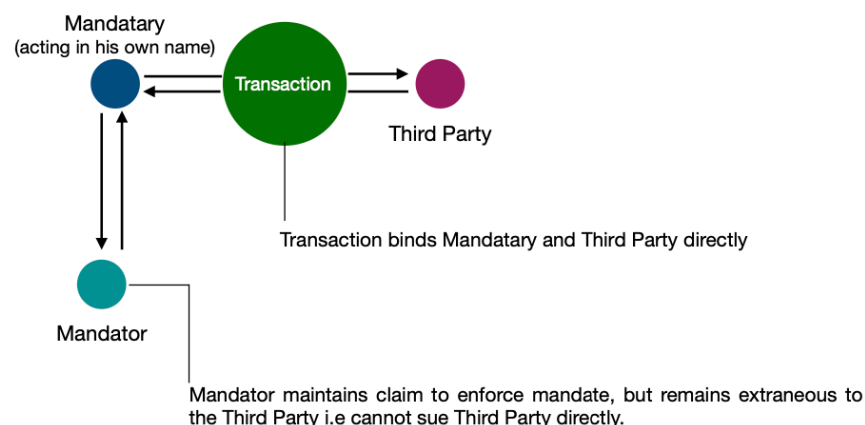 Mandatary
(acting in his own name)
Transaction
Third Party
Transaction binds Mandatary and Third Party directly
Mandator
Mandator maintains claim to enforce mandate, but remains extraneous to
the Third Party i.e cannot sue Third Party directly.